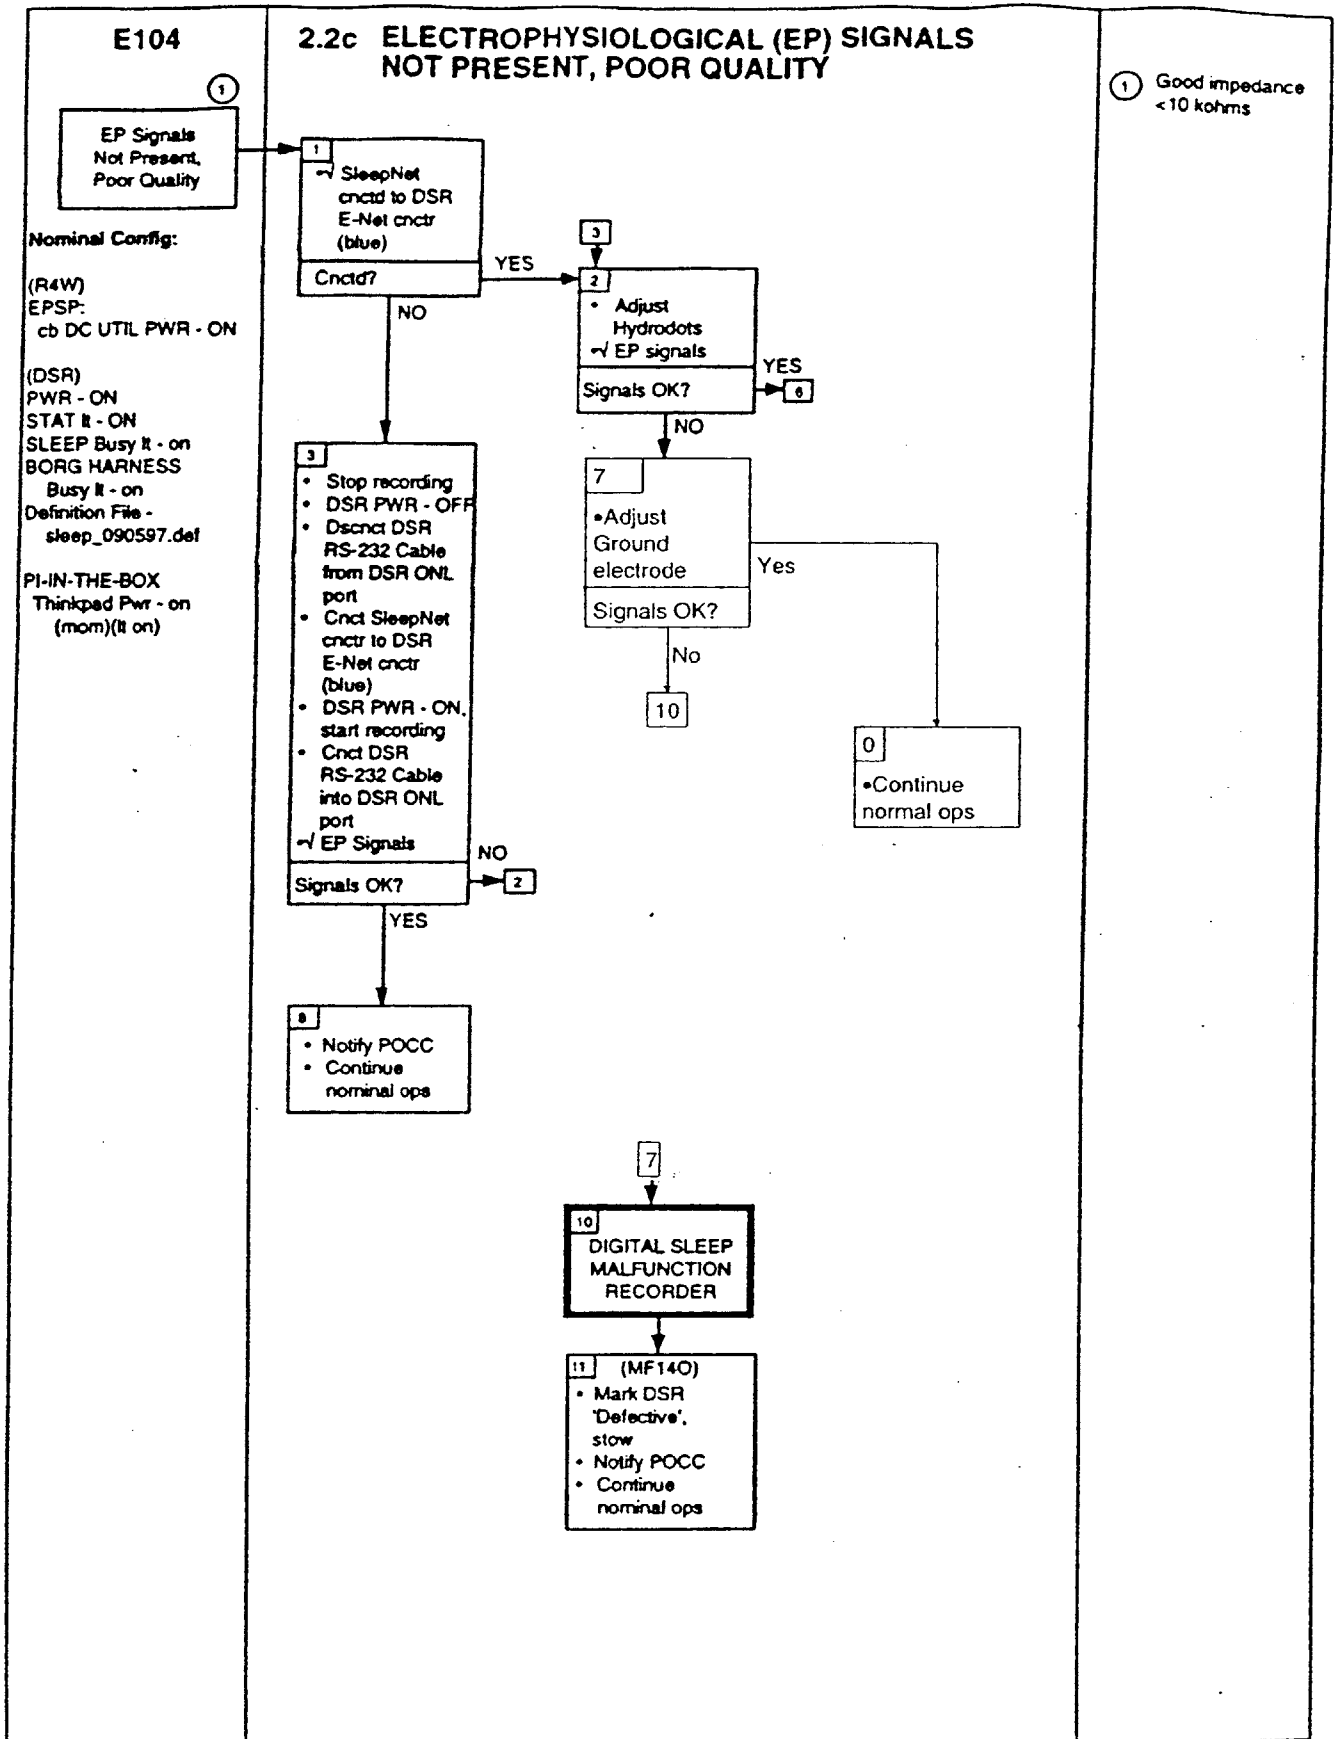 E104
2.2c ELECTROPHYSIOLOGICAL (EP) SIGNALS
NOT PRESENT, POOR QUALITY
1
EP Signals
Not Present,
Poor Quality
Nominal Config:
(R4W)
EPSP:
cb DC UTIL PWR - ON
(DSR)
PWR - ON
STAT lt - ON
SLEEP Busy lt - on
BORG HARNESS
Busy lt - on
Definition File -
sleep_090597.def
PI-IN-THE-BOX
Thinkpad Pwr - on
(mom)(lt on)
1
√ SleepNet
cnctd to DSR
E-Net cnctr
(blue)
Cnctd?
YES
NO
3
2
• Adjust
Hydrodots
√ EP signals
Signals OK?
YES
6
NO
7
•Adjust
Ground
electrode
Signals OK?
Yes
No
10
0
•Continue
normal ops
3
• Stop recording
• DSR PWR - OFF
• Dscnct DSR
RS-232 Cable
from DSR ONL
port
• Cnct SleepNet
cnctr to DSR
E-Net cnctr
(blue)
• DSR PWR - ON,
start recording
• Cnct DSR
RS-232 Cable
into DSR ONL
port
√ EP Signals
Signals OK?
NO
2
YES
8
• Notify POCC
• Continue
nominal ops
7
10
DIGITAL SLEEP
MALFUNCTION
RECORDER
11 (MF14O)
• Mark DSR
'Defective',
stow
• Notify POCC
• Continue
nominal ops
1 Good impedance
<10 kohms